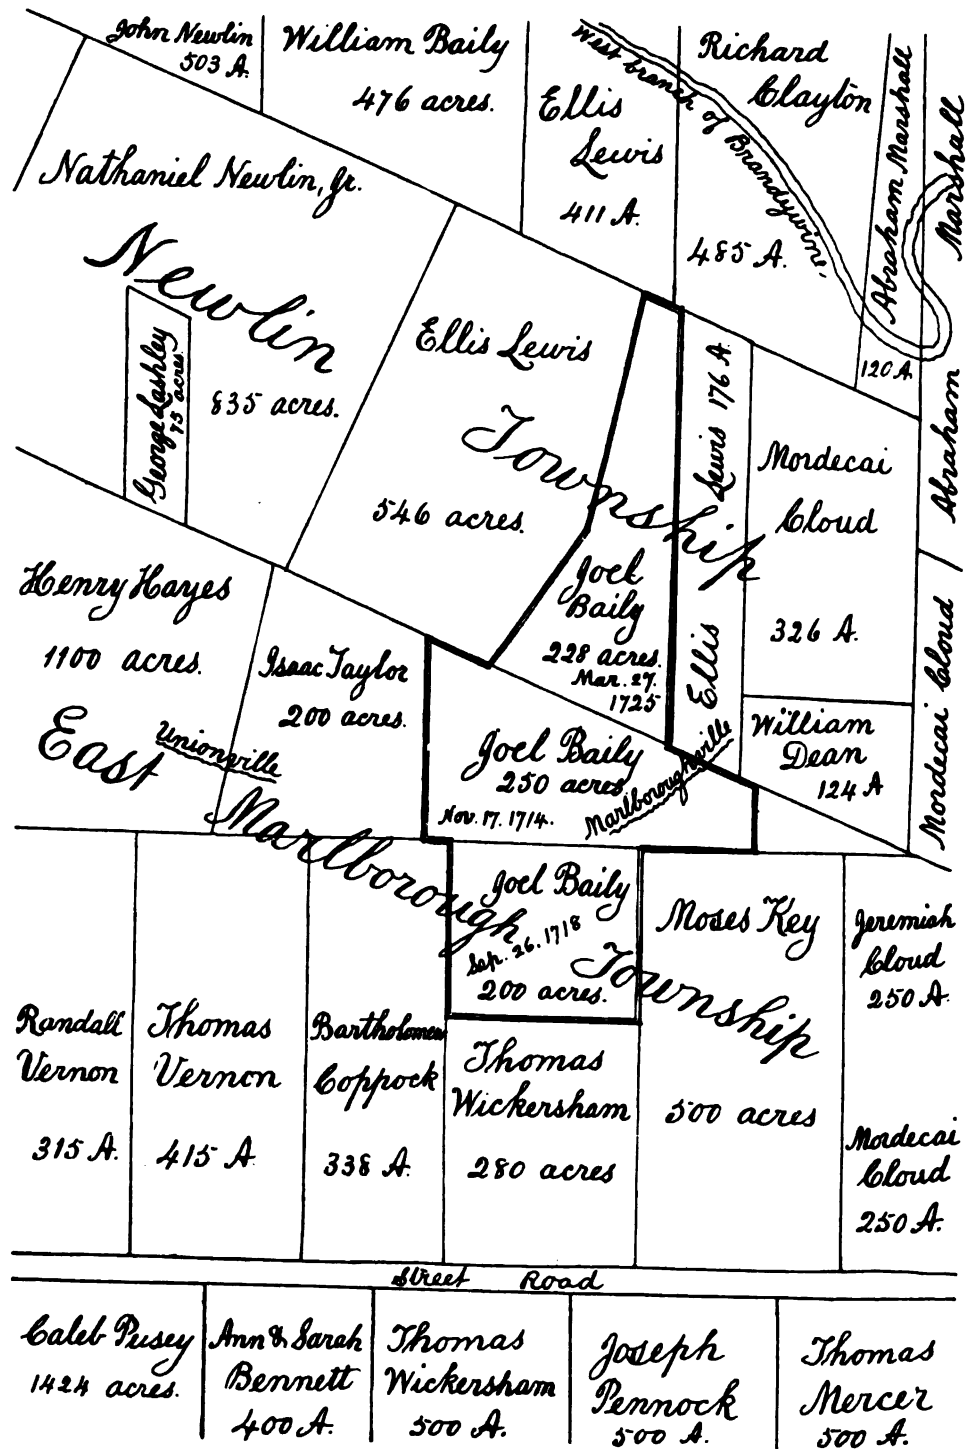 John Newlin
503 A.
William Baily
476 acres.
Ellis
Lewis
411 A.
West branch of Brandywine.
Richard
Clayton
485 A.
Abraham Marshall
120 A.
Abraham Marshall
Nathaniel Newlin, Jr.
Newlin
835 acres.
George Lashley
75 acres.
Ellis Lewis
Township
546 acres.
Joel
Baily
228 acres.
Mar. 27.
1725
Ellis Lewis 176 A.
Mordecai
Cloud
326 A.
William
Dean
124 A
Mordecai Cloud
Henry Hayes
1100 acres.
Isaac Taylor
200 acres.
East
Unionville
Joel Baily
250 acres
Nov. 17. 1714.
Marlboroughville
Marlborough
Joel Baily
Sep. 26. 1718
200 acres.
Township
Moses Key
500 acres
Jeremiah
Cloud
250 A.
Randall
Vernon
315 A.
Thomas
Vernon
415 A.
Bartholomew
Coppock
338 A.
Thomas
Wickersham
280 acres
Mordecai
Cloud
250 A.
Street Road
Caleb Pusey
1424 acres.
Ann & Sarah
Bennett
400 A.
Thomas
Wickersham
500 A.
Joseph
Pennock
500 A.
Thomas
Mercer
500 A.